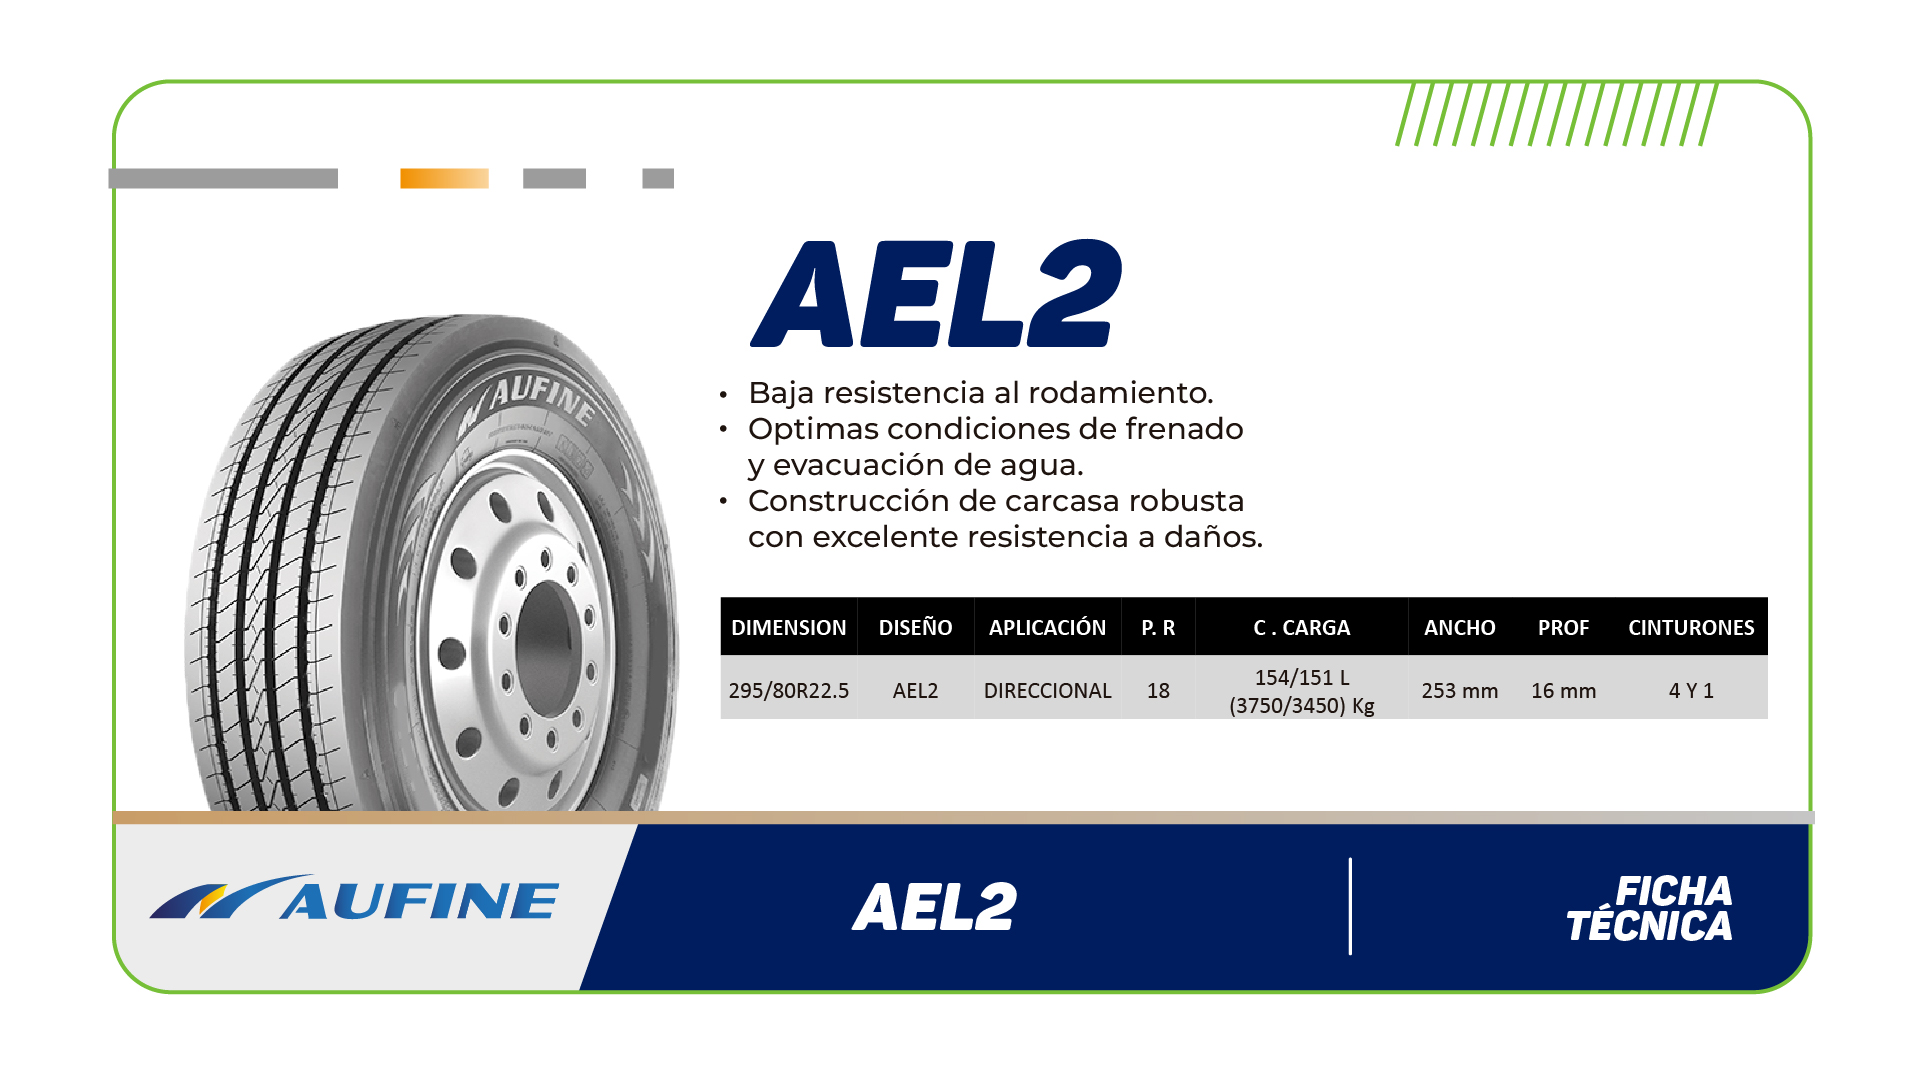 AEL2
• Baja resistencia al rodamiento.
• Optimas condiciones de frenado
y evacuación de agua.
• Construcción de carcasa robusta
con excelente resistencia a daños.
AUFINE
DIMENSION DISEÑO APLICACIÓN P. R C . CARGA ANCHO PROF CINTURONES
295/80R22.5 AEL2 DIRECCIONAL 18 154/151 L (3750/3450) Kg 253 mm 16 mm 4 Y 1
AUFINE
AEL2
FICHA
TÉCNICA